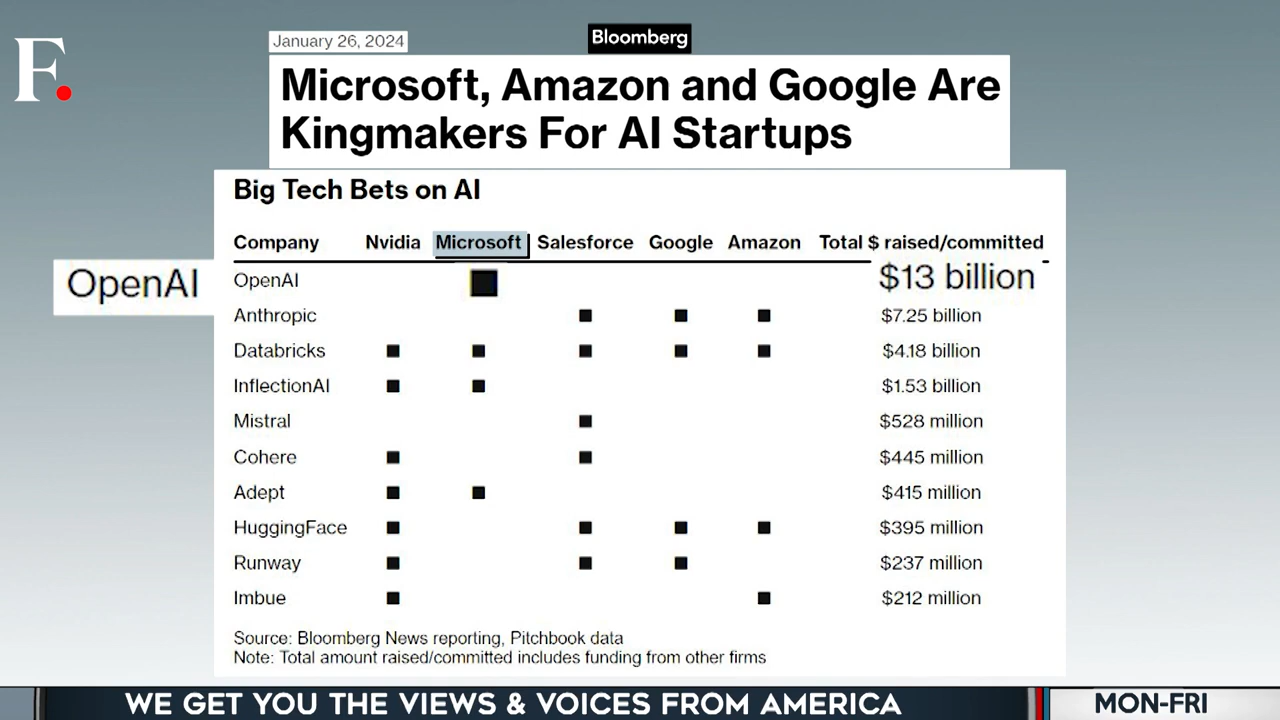 F.
January 26, 2024
Bloomberg
Microsoft, Amazon and Google Are
Kingmakers For AI Startups
Big Tech Bets on AI
Company Nvidia Microsoft Salesforce Google Amazon Total $ raised/committed
OpenAI
OpenAI $13 billion
Anthropic $7.25 billion
Databricks $4.18 billion
InflectionAI $1.53 billion
Mistral $528 million
Cohere $445 million
Adept $415 million
HuggingFace $395 million
Runway $237 million
Imbue $212 million
Source: Bloomberg News reporting, Pitchbook data
Note: Total amount raised/committed includes funding from other firms
WE GET YOU THE VIEWS & VOICES FROM AMERICA
MON-FRI